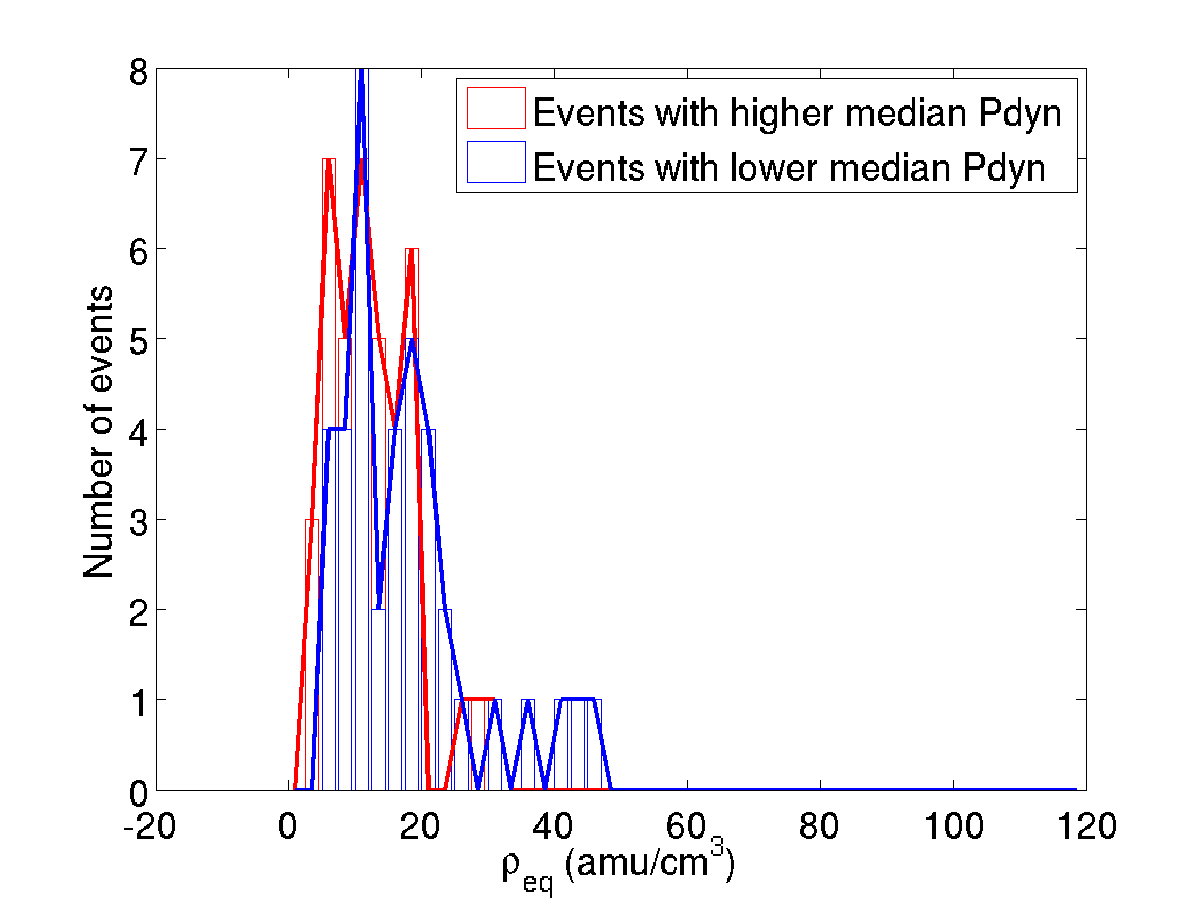 8
7
6
5
4
3
2
1
0
Number of events
Events with higher median Pdyn
Events with lower median Pdyn
-20 0 20 40 60 80 100 120
ρeq (amu/cm³)